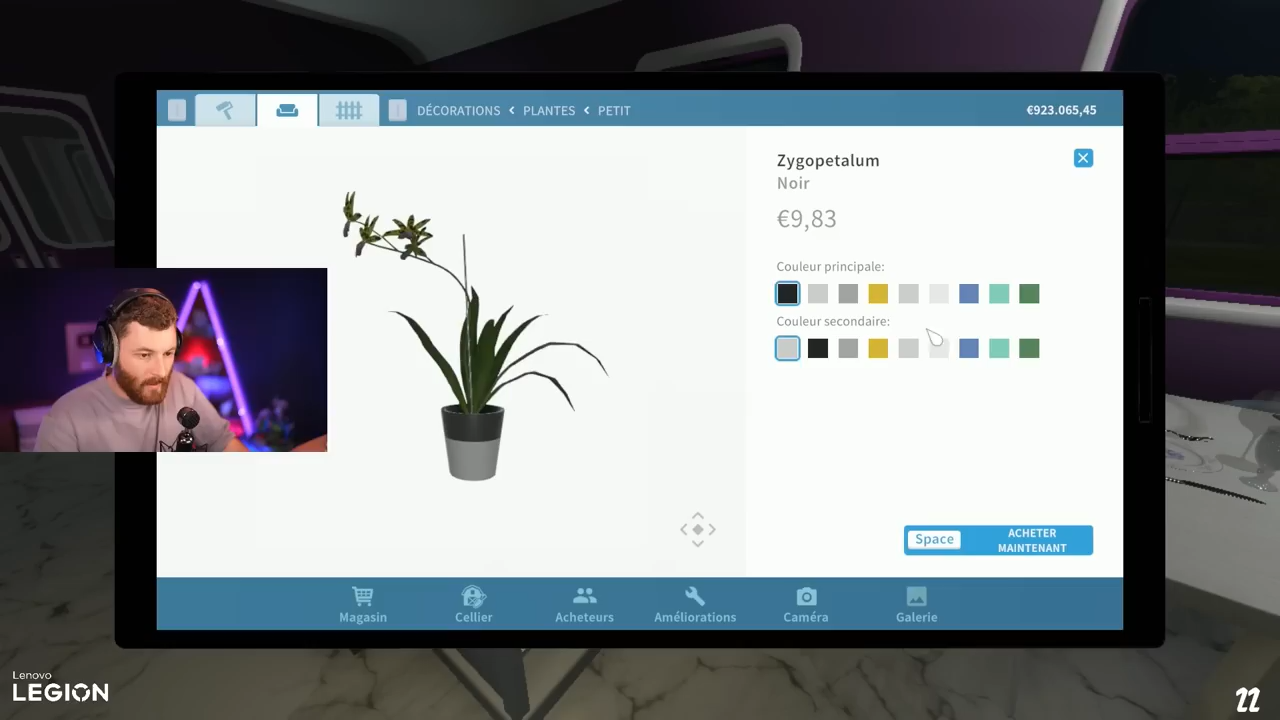 DÉCORATIONS < PLANTES < PETIT
€923.065,45
Zygopetalum
Noir
€9,83
Couleur principale:
Couleur secondaire:
Space
ACHETER
MAINTENANT
Magasin
Cellier
Acheteurs
Améliorations
Caméra
Galerie
Lenovo
LEGION
22